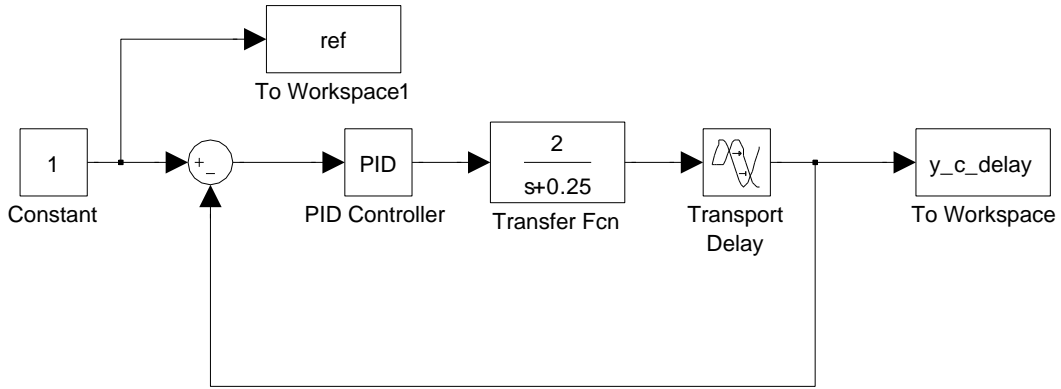 ref
To Workspace1
1
Constant
+
−
PID
PID Controller
2
s+0.25
Transfer Fcn
Transport
Delay
y_c_delay
To Workspace